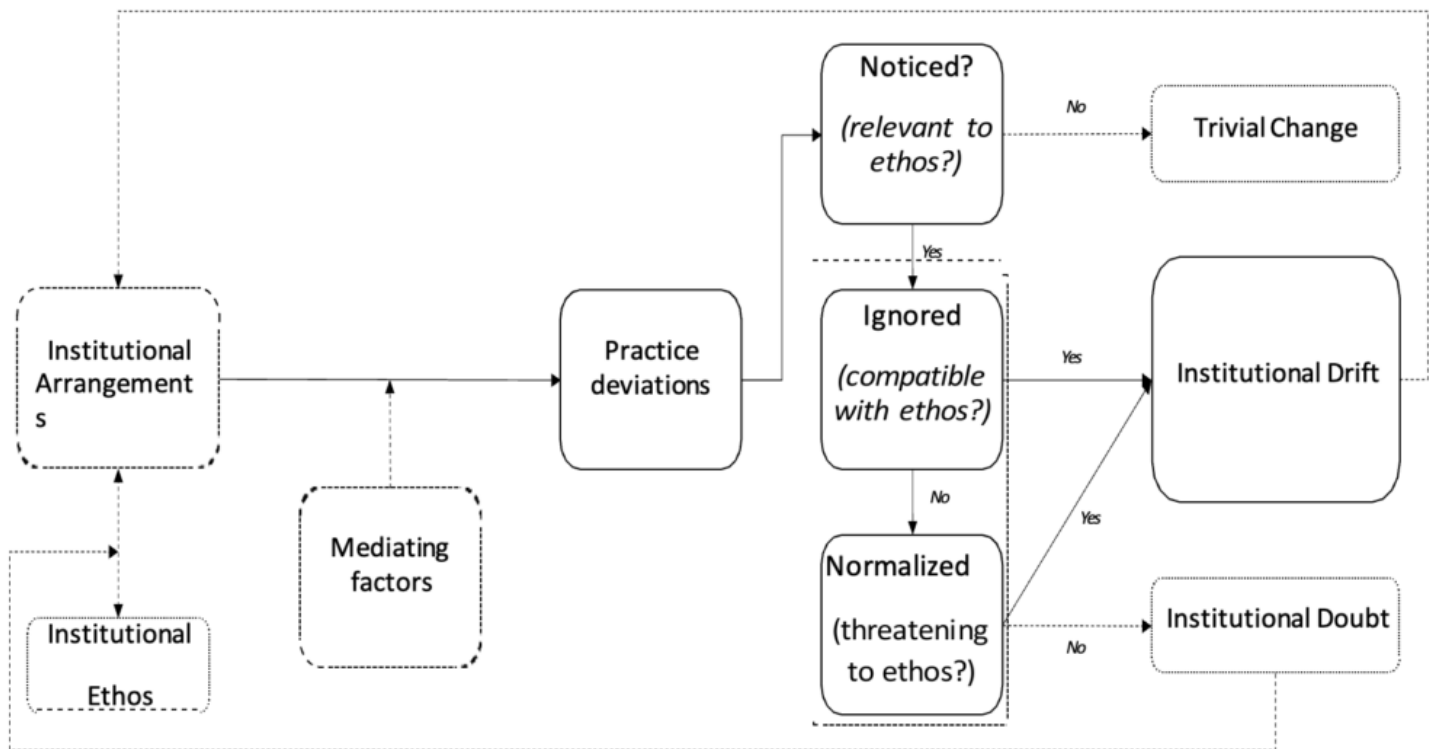 Noticed?
(relevant to
ethos?)
No
Trivial Change
Yes
Institutional
Arrangement
s
Practice
deviations
Ignored
(compatible
with ethos?)
Yes
Institutional Drift
No
Yes
Mediating
factors
Normalized
(threatening
to ethos?)
No
Institutional Doubt
Institutional
Ethos